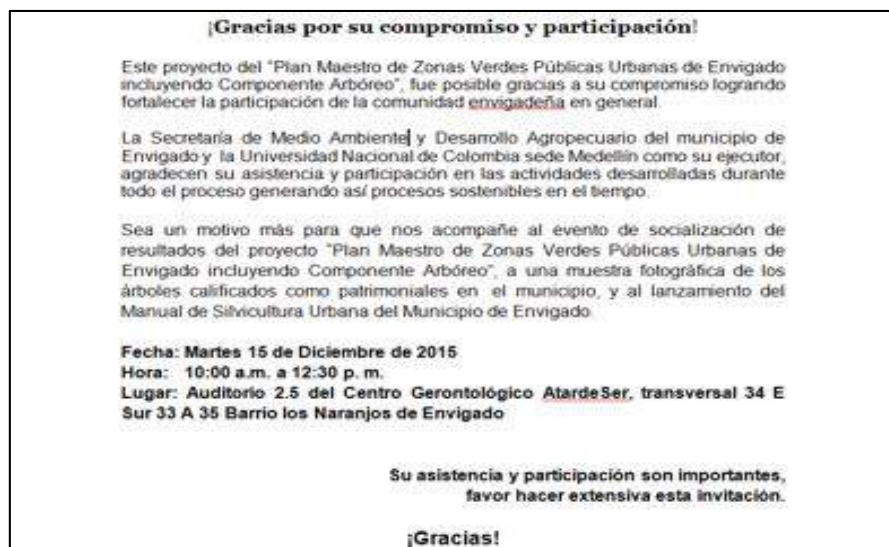 ¡Gracias por su compromiso y participación!
Este proyecto del "Plan Maestro de Zonas Verdes Públicas Urbanas de Envigado
incluyendo Componente Arbóreo", fue posible gracias a su compromiso logrando
fortalecer la participación de la comunidad envigadeña en general.
La Secretaría de Medio Ambiente y Desarrollo Agropecuario del municipio de
Envigado y la Universidad Nacional de Colombia sede Medellín como su ejecutor,
agradecen su asistencia y participación en las actividades desarrolladas durante
todo el proceso generando así procesos sostenibles en el tiempo.
Sea un motivo más para que nos acompañe al evento de socialización de
resultados del proyecto "Plan Maestro de Zonas Verdes Públicas Urbanas de
Envigado incluyendo Componente Arbóreo", a una muestra fotográfica de los
árboles calificados como patrimoniales en el municipio, y al lanzamiento del
Manual de Silvicultura Urbana del Municipio de Envigado.
Fecha: Martes 15 de Diciembre de 2015
Hora: 10:00 a.m. a 12:30 p. m.
Lugar: Auditorio 2.5 del Centro Gerontológico AtardeSer, transversal 34 E
Sur 33 A 35 Barrio los Naranjos de Envigado
Su asistencia y participación son importantes,
favor hacer extensiva esta invitación.
¡Gracias!